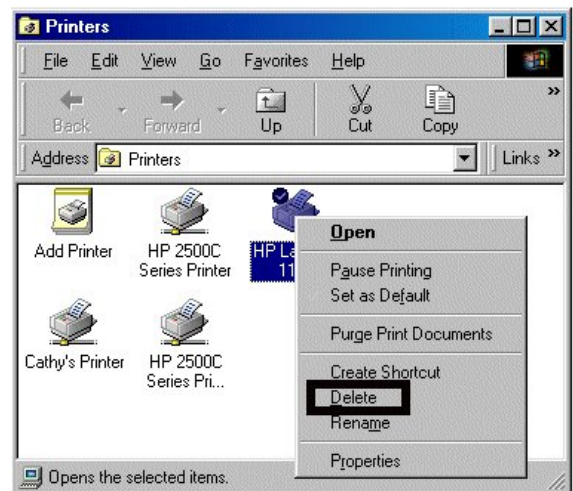 Printers
File Edit View Go Favorites Help
Back Forward Up Cut Copy »
Address Printers Links »
Add Printer
HP 2500C
Series Printer
HP La
11
Cathy's Printer
HP 2500C
Series Pri...
Open
Pause Printing
Set as Default
Purge Print Documents
Create Shortcut
Delete
Rename
Properties
Opens the selected items.